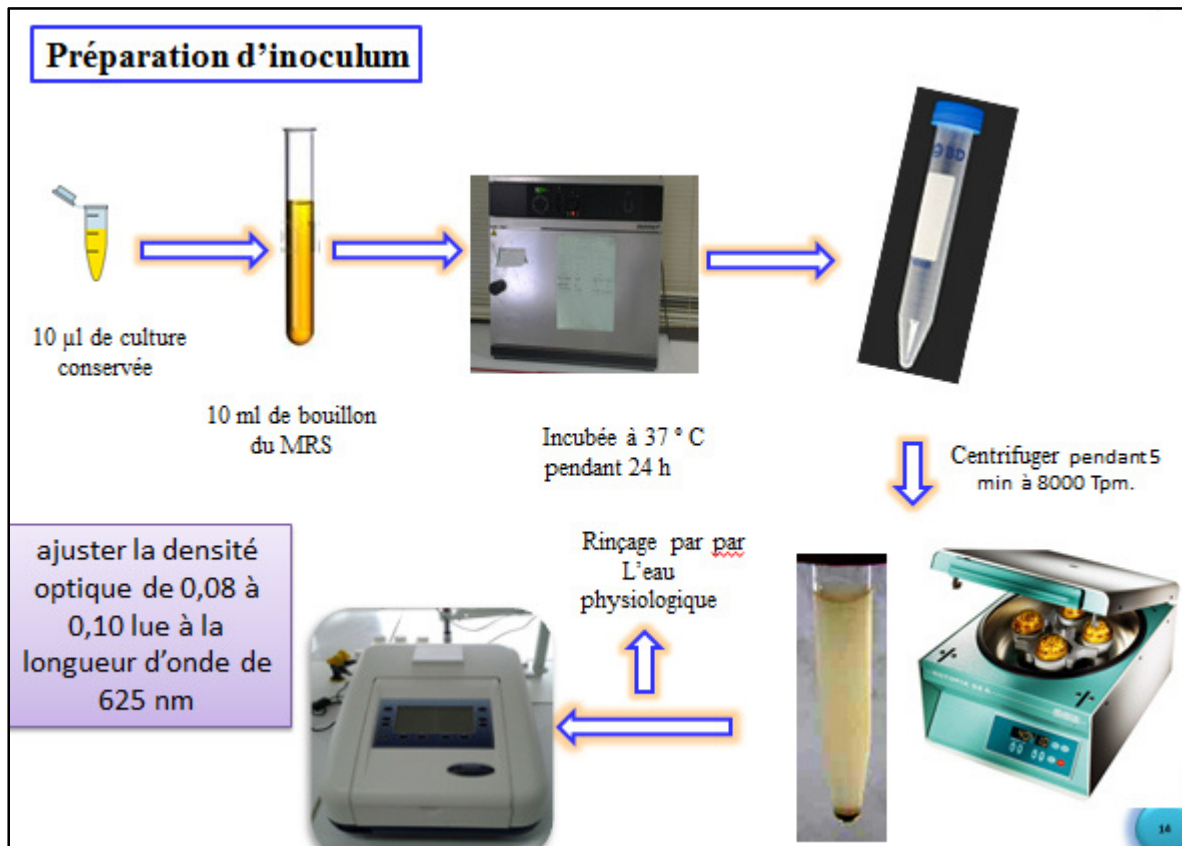 Préparation d’inoculum
9BD
10 µl de culture
conservée
10 ml de bouillon
du MRS
Incubée à 37 ° C
pendant 24 h
Centrifuger pendant 5
min à 8000 Tpm.
Rinçage par par
L’eau
physiologique
ajuster la densité
optique de 0,08 à
0,10 lue à la
longueur d’onde de
625 nm